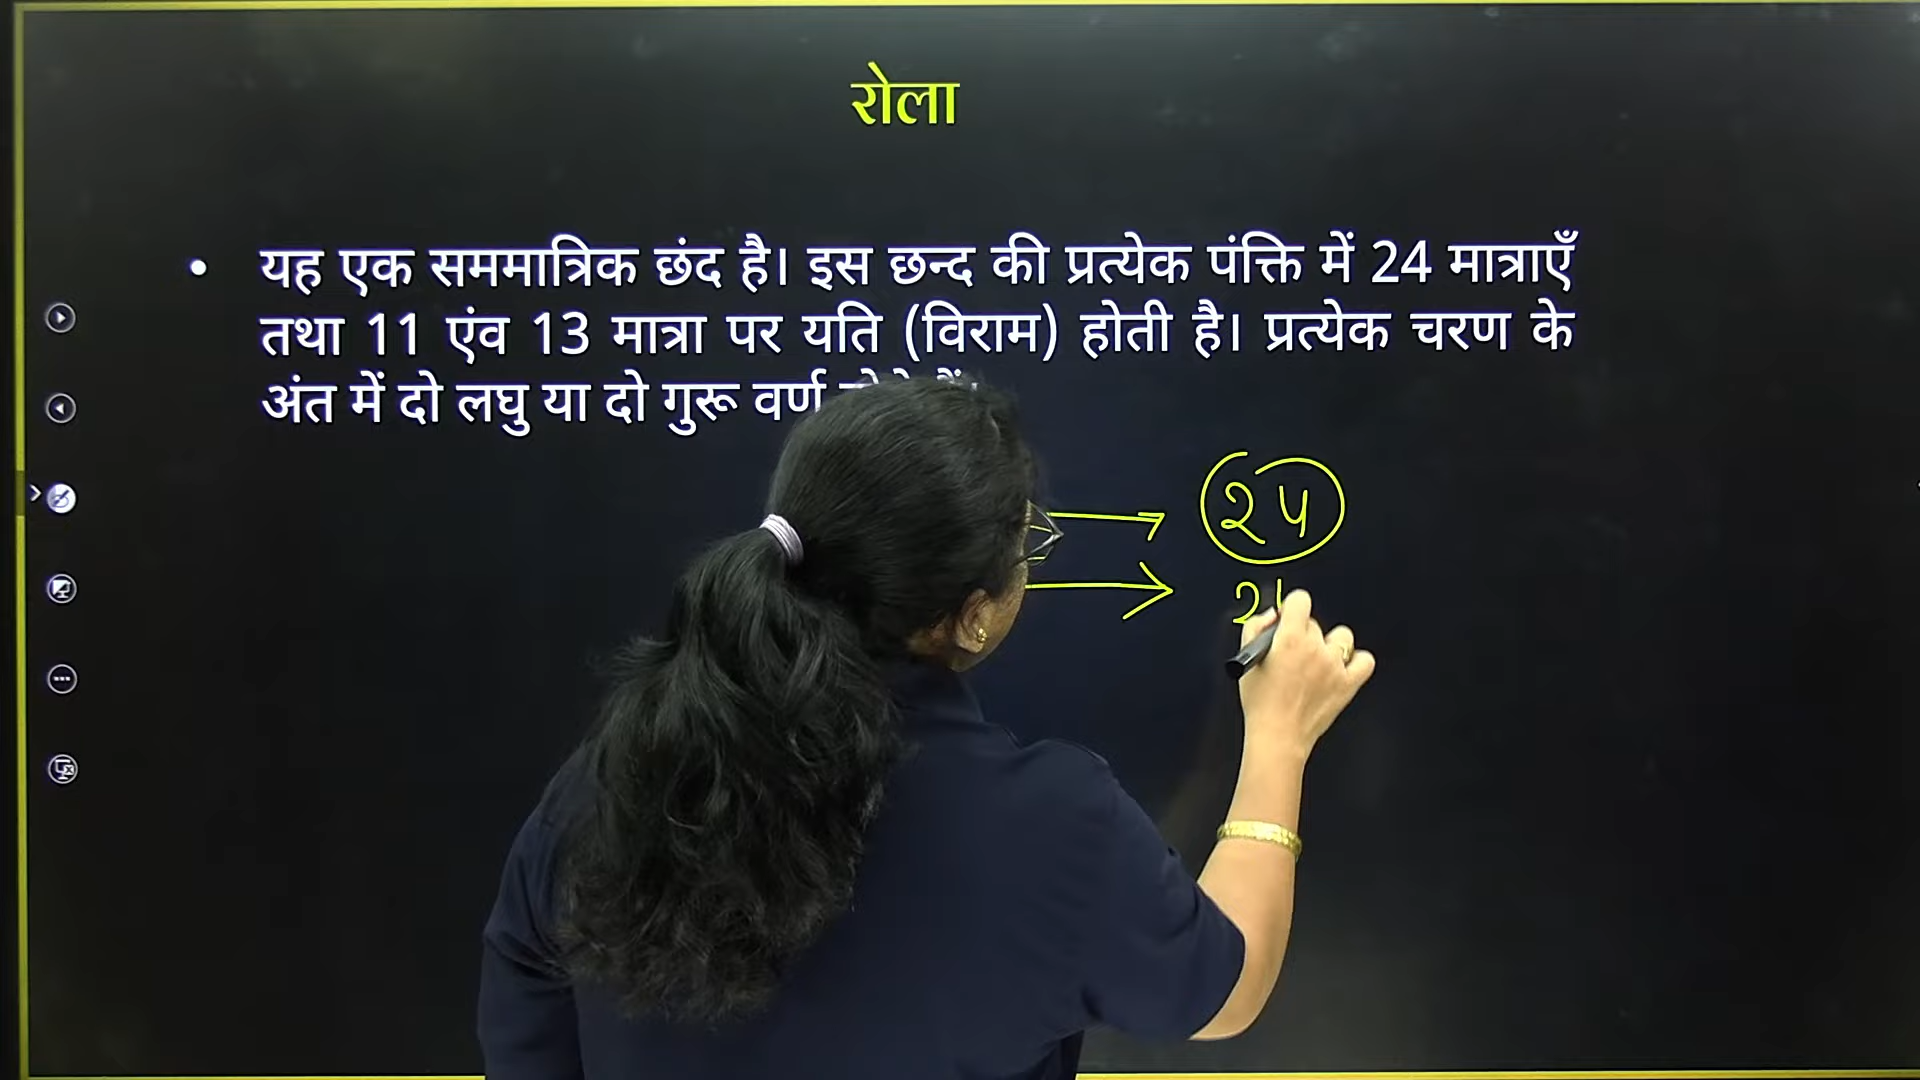 रोला
• यह एक सममात्रिक छंद है। इस छन्द की प्रत्येक पंक्ति में 24 मात्राएँ
तथा 11 एंव 13 मात्रा पर यति (विराम) होती है। प्रत्येक चरण के
अंत में दो लघु या दो गुरू वर्ण
24